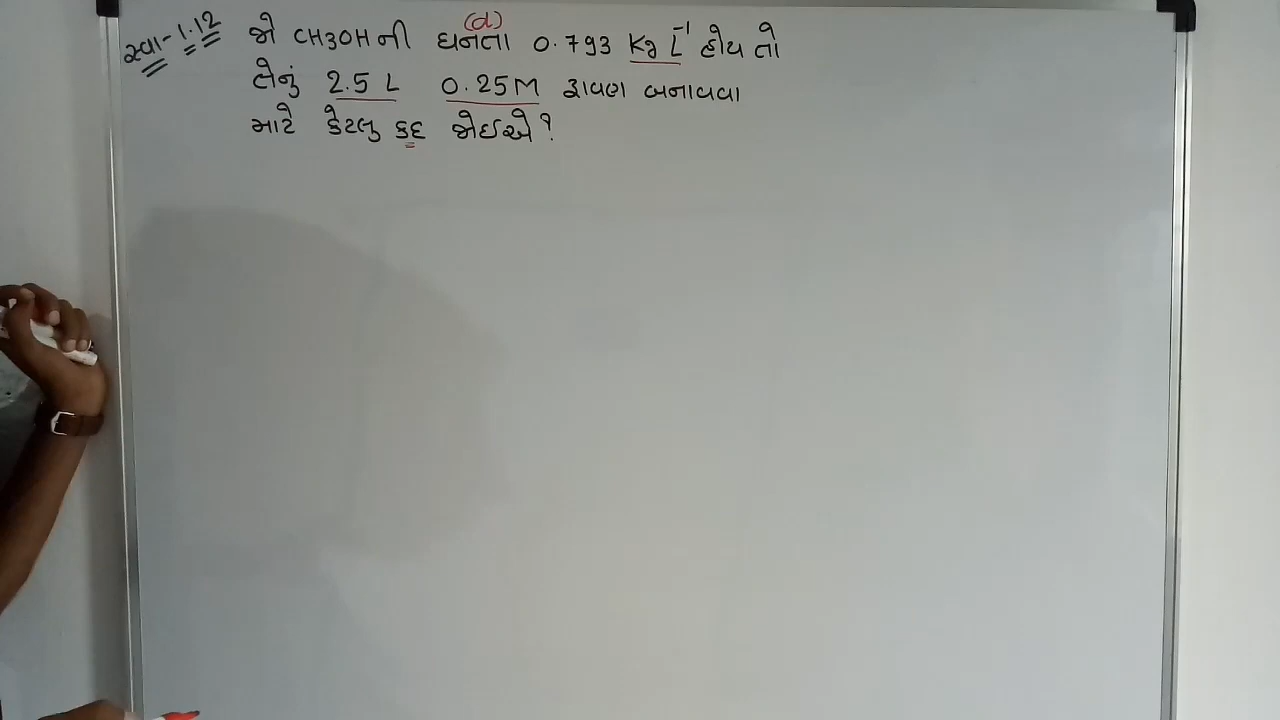 સ્વા-1.12 જો CH3OH ની ઘનતા (d) 0.793 Kg L⁻¹ હોય તો
તેનું 2.5 L 0.25M દ્રાવણ બનાવવા
માટે કેટલુ કદ જોઈએ?